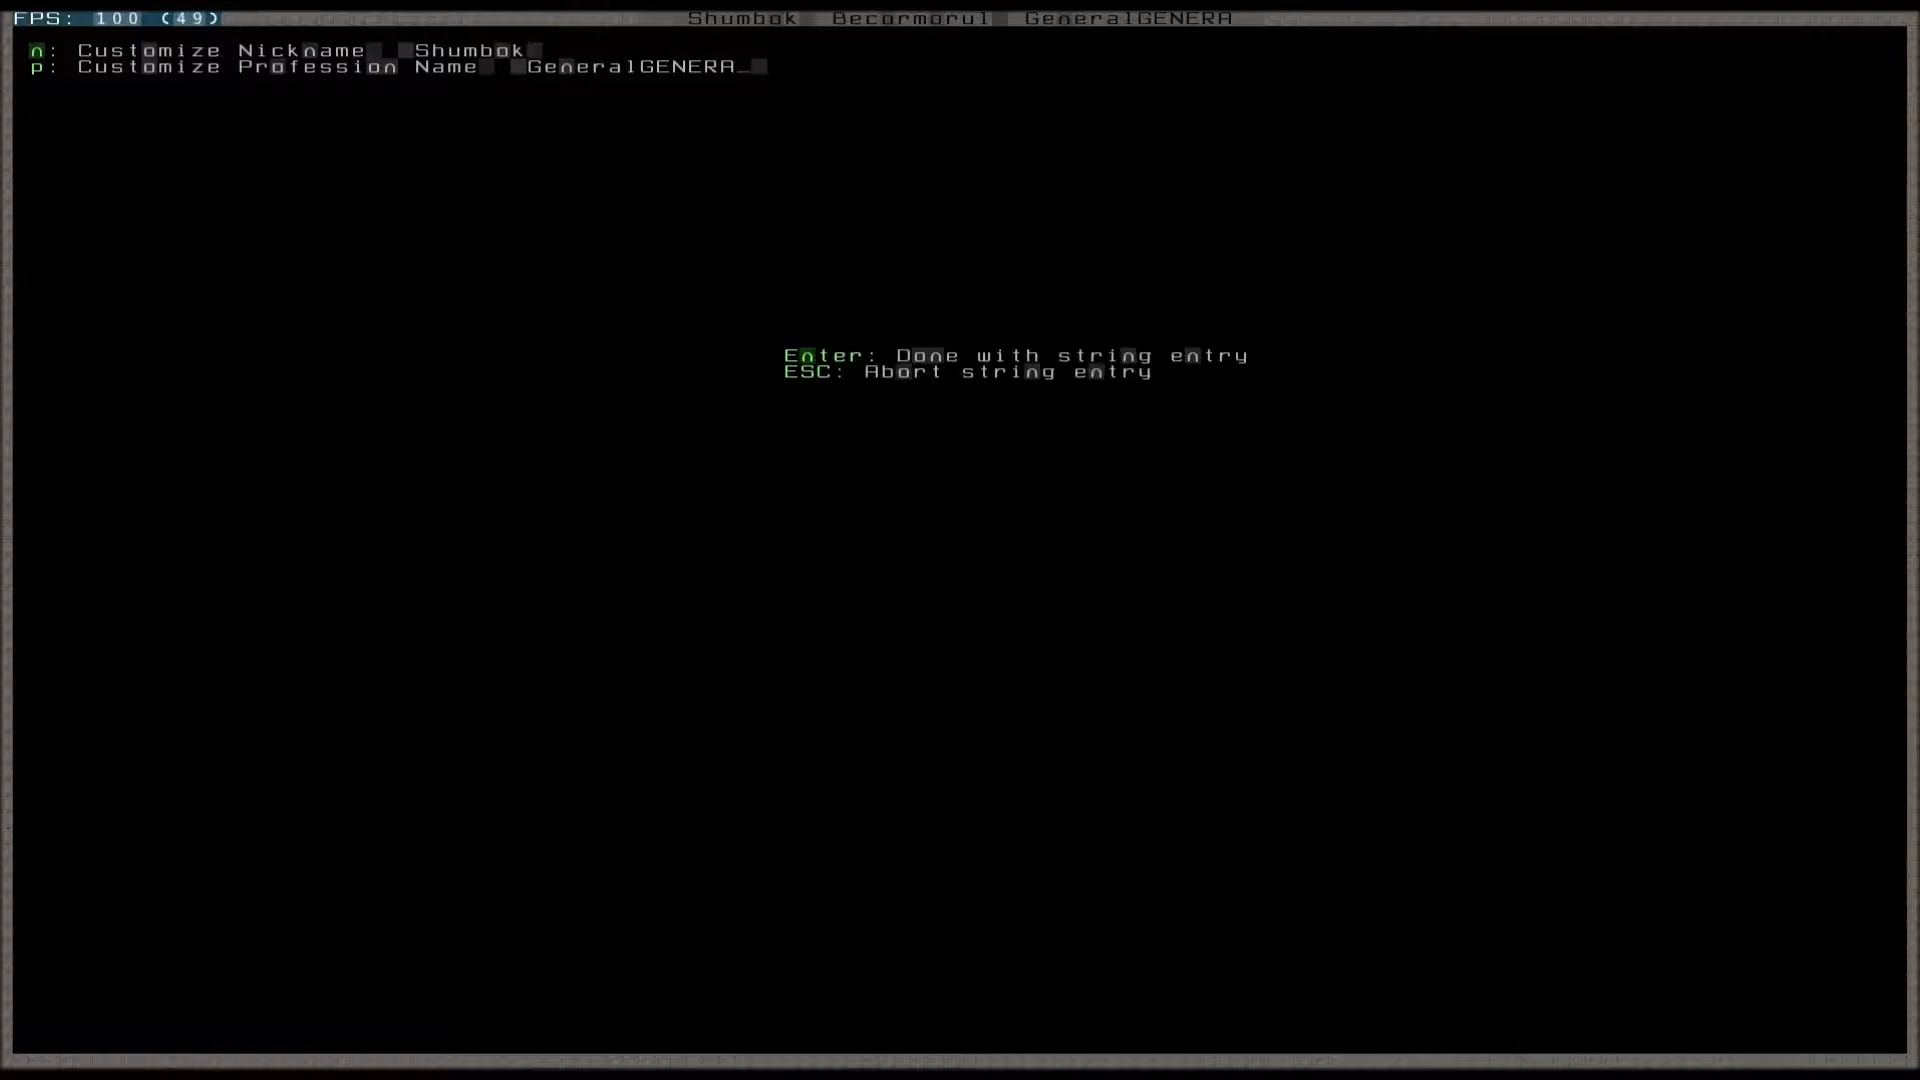 FPS: 100 (49)
Shumbok Becormorul GeneralGENERA
n: Customize Nickname Shumbok
p: Customize Profession Name GeneralGENERA_
Enter: Done with string entry
ESC: Abort string entry